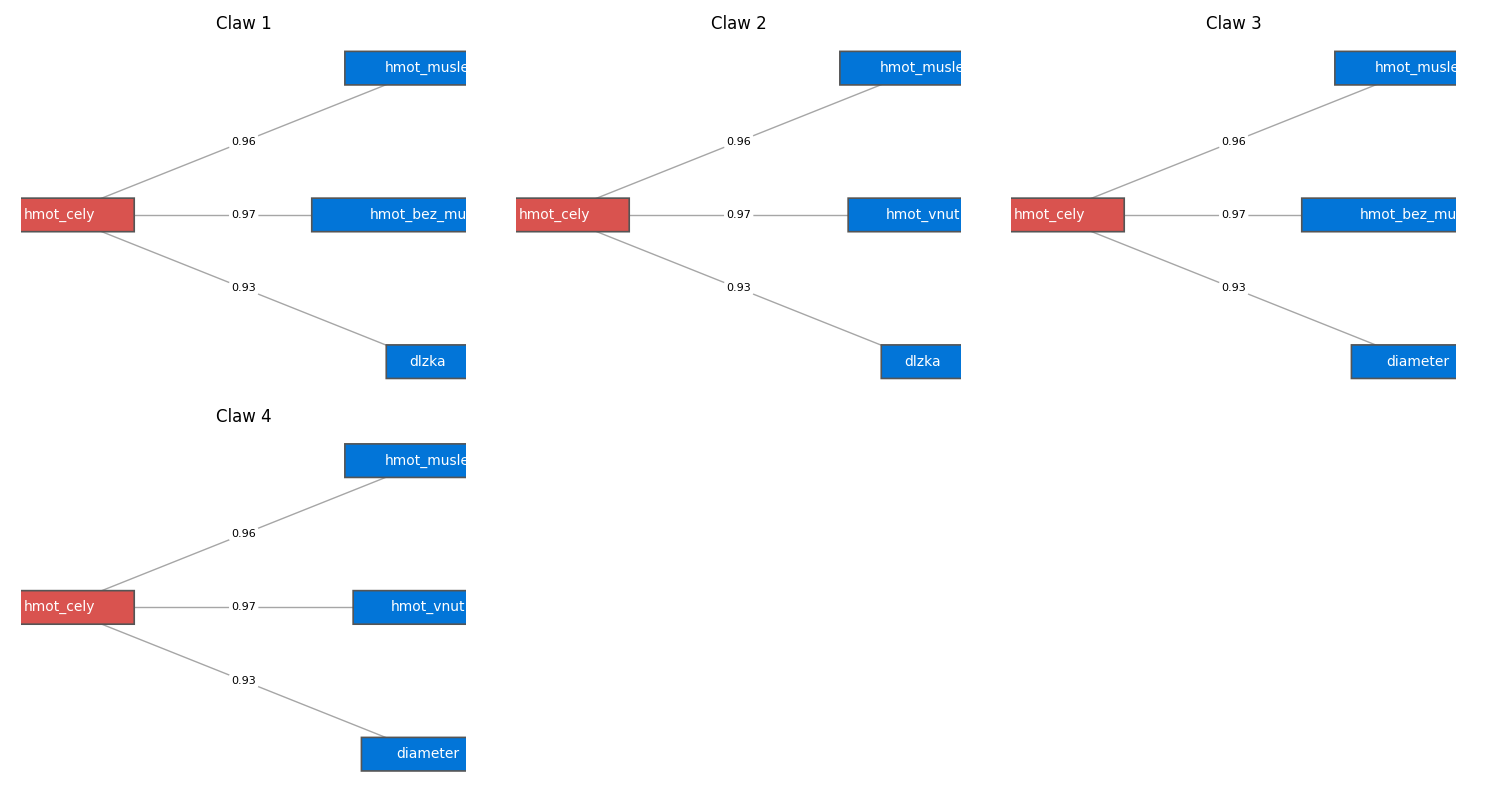 Claw 1
Claw 2
Claw 3
hmot_musle
hmot_musle
hmot_musle
0.96
0.96
0.96
hmot_cely
0.97
hmot_bez_mu
hmot_cely
0.97
hmot_vnut
hmot_cely
0.97
hmot_bez_mu
0.93
0.93
0.93
dlzka
dlzka
diameter
Claw 4
hmot_musle
0.96
hmot_cely
0.97
hmot_vnut
0.93
diameter